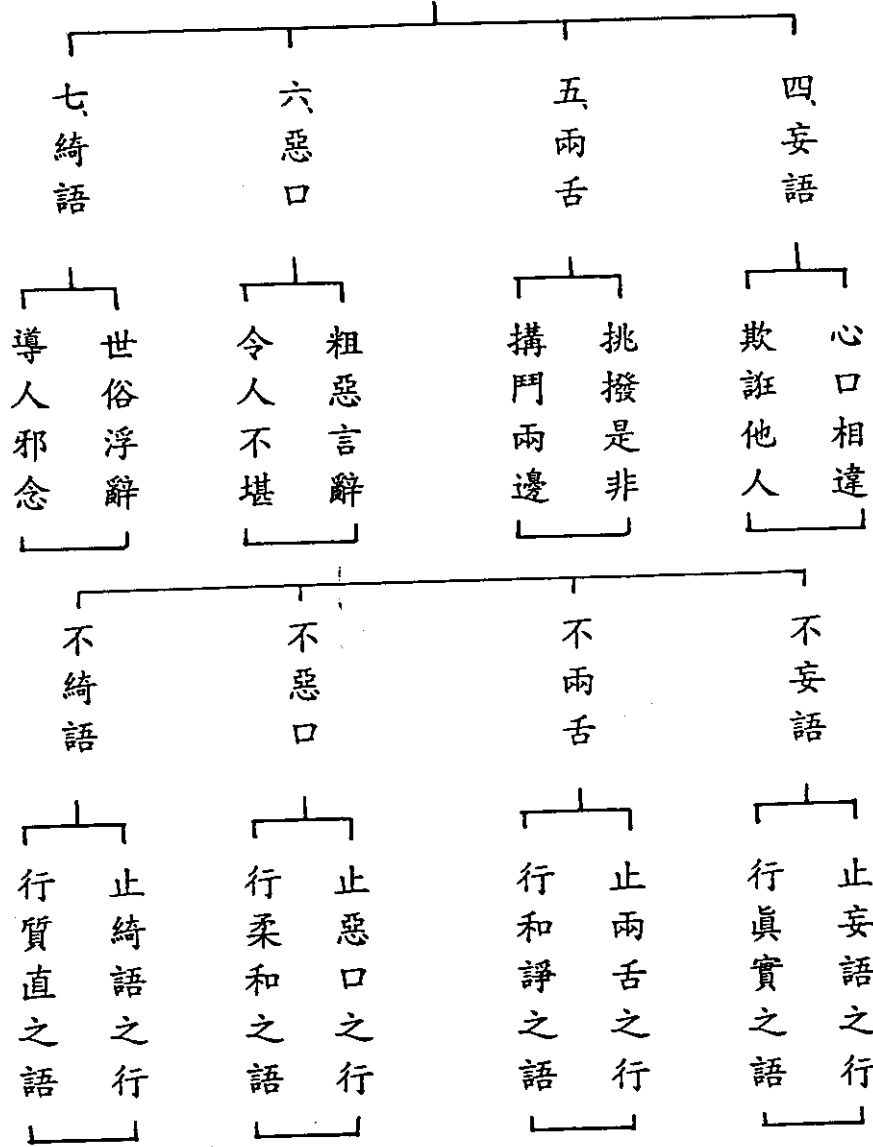 四、妄語
心口相違
欺誑他人
五、兩舌
挑撥是非
搆鬥兩邊
六、惡口
粗惡言辭
令人不堪
七、綺語
世俗浮辭
導人邪念
不妄語
止妄語之行
行眞實之語
不兩舌
止兩舌之行
行和諍之語
不惡口
止惡口之行
行柔和之語
不綺語
止綺語之行
行質直之語